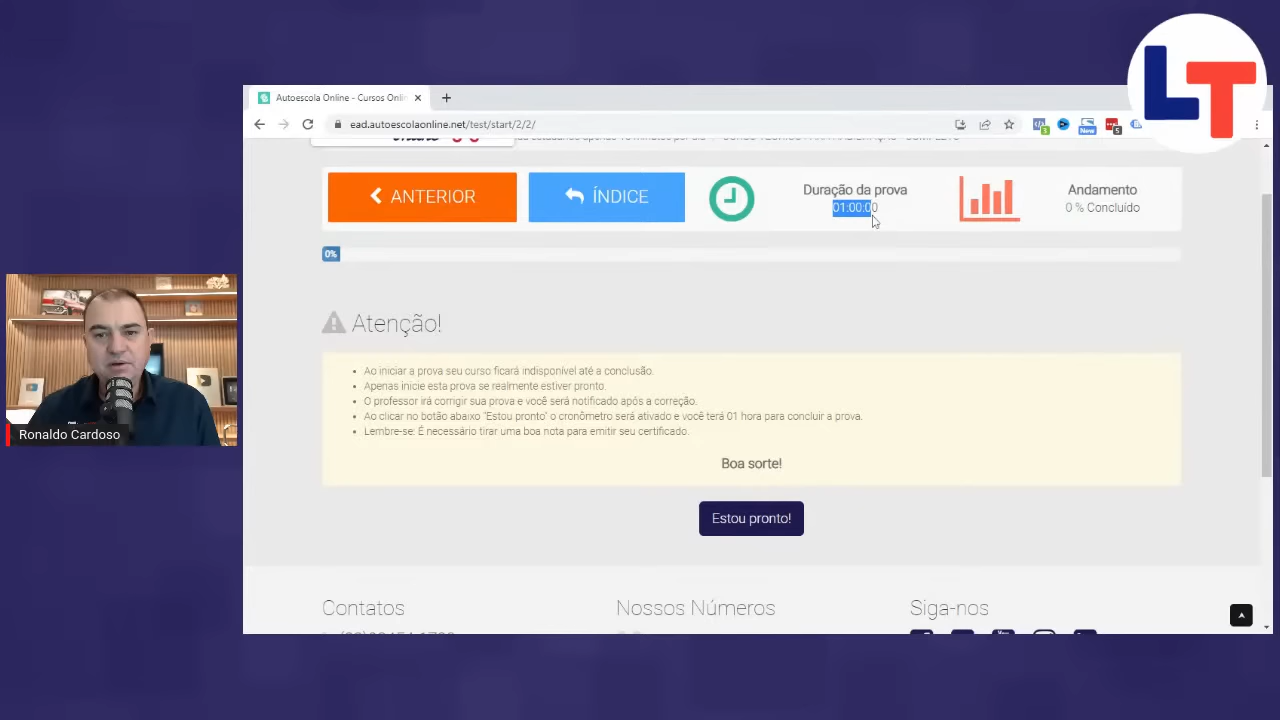 LT
Autoescola Online - Cursos Onlin
ead.autoescolaonline.net/test/start/2/2/
3
New
5
ANTERIOR
ÍNDICE
Duração da prova
01:00:00
Andamento
0 % Concluído
0%
Atenção!
Ao iniciar a prova seu curso ficará indisponível até a conclusão.
Apenas inicie esta prova se realmente estiver pronto.
O professor irá corrigir sua prova e você será notificado após a correção.
Ao clicar no botão abaixo "Estou pronto" o cronômetro será ativado e você terá 01 hora para concluir a prova.
Lembre-se: É necessário tirar uma boa nota para emitir seu certificado.
Boa sorte!
Estou pronto!
Ronaldo Cardoso
Contatos
Nossos Números
Siga-nos